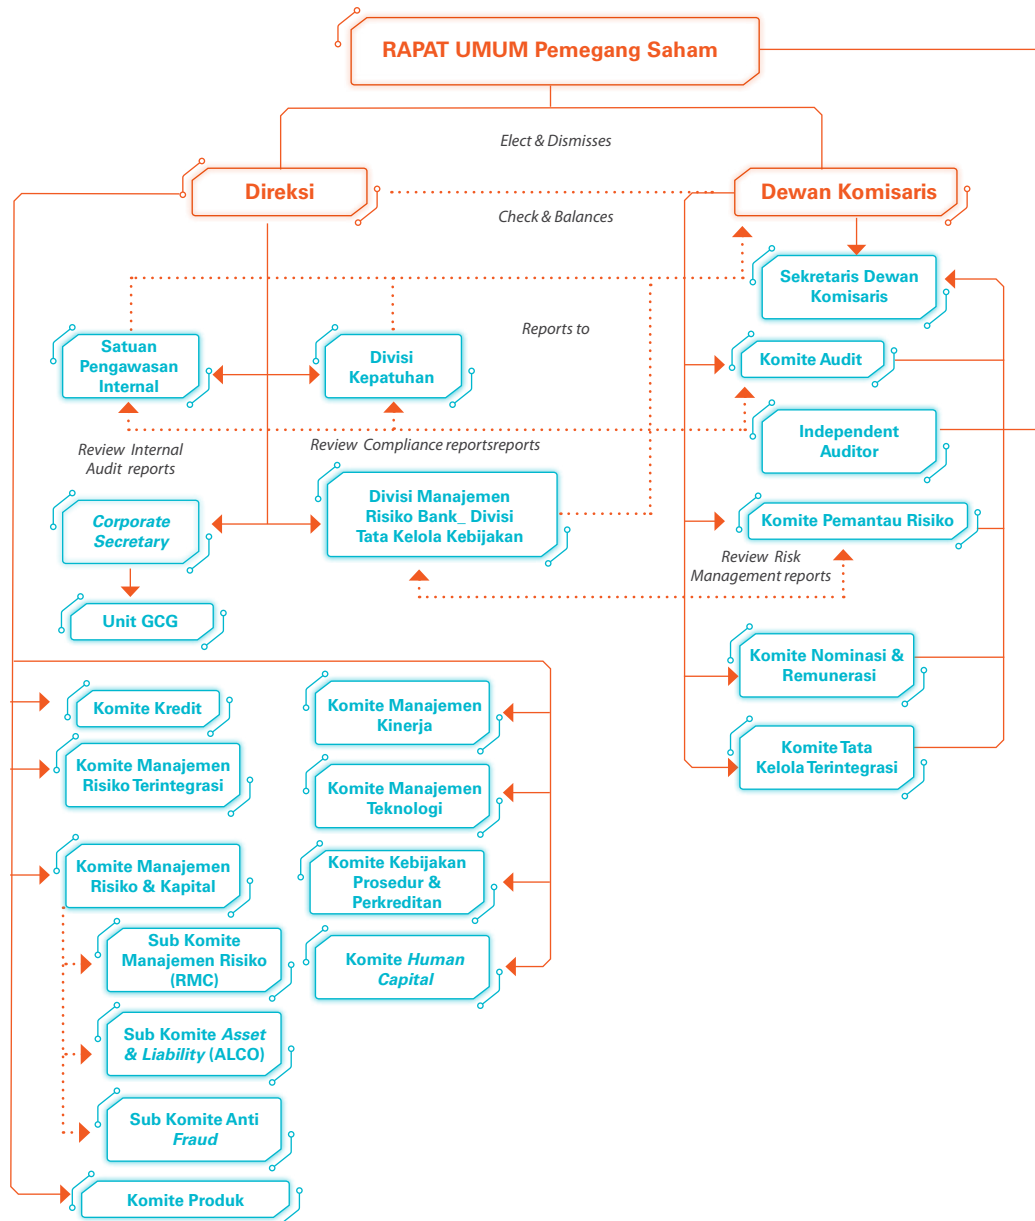 RAPAT UMUM Pemegang Saham
Elect & Dismisses
Direksi
Dewan Komisaris
Check & Balances
Sekretaris Dewan
Komisaris
Reports to
Satuan
Pengawasan
Internal
Divisi
Kepatuhan
Komite Audit
Review Internal
Audit reports
Review Compliance reportsreports
Independent
Auditor
Corporate
Secretary
Divisi Manajemen
Risiko Bank_ Divisi
Tata Kelola Kebijakan
Komite Pemantau Risiko
Review Risk
Management reports
Unit GCG
Komite Nominasi &
Remunerasi
Komite Kredit
Komite Manajemen
Kinerja
Komite Tata
Kelola Terintegrasi
Komite Manajemen
Risiko Terintegrasi
Komite Manajemen
Teknologi
Komite Manajemen
Risiko & Kapital
Komite Kebijakan
Prosedur &
Perkreditan
Sub Komite
Manajemen Risiko
(RMC)
Komite Human
Capital
Sub Komite Asset
& Liability (ALCO)
Sub Komite Anti
Fraud
Komite Produk